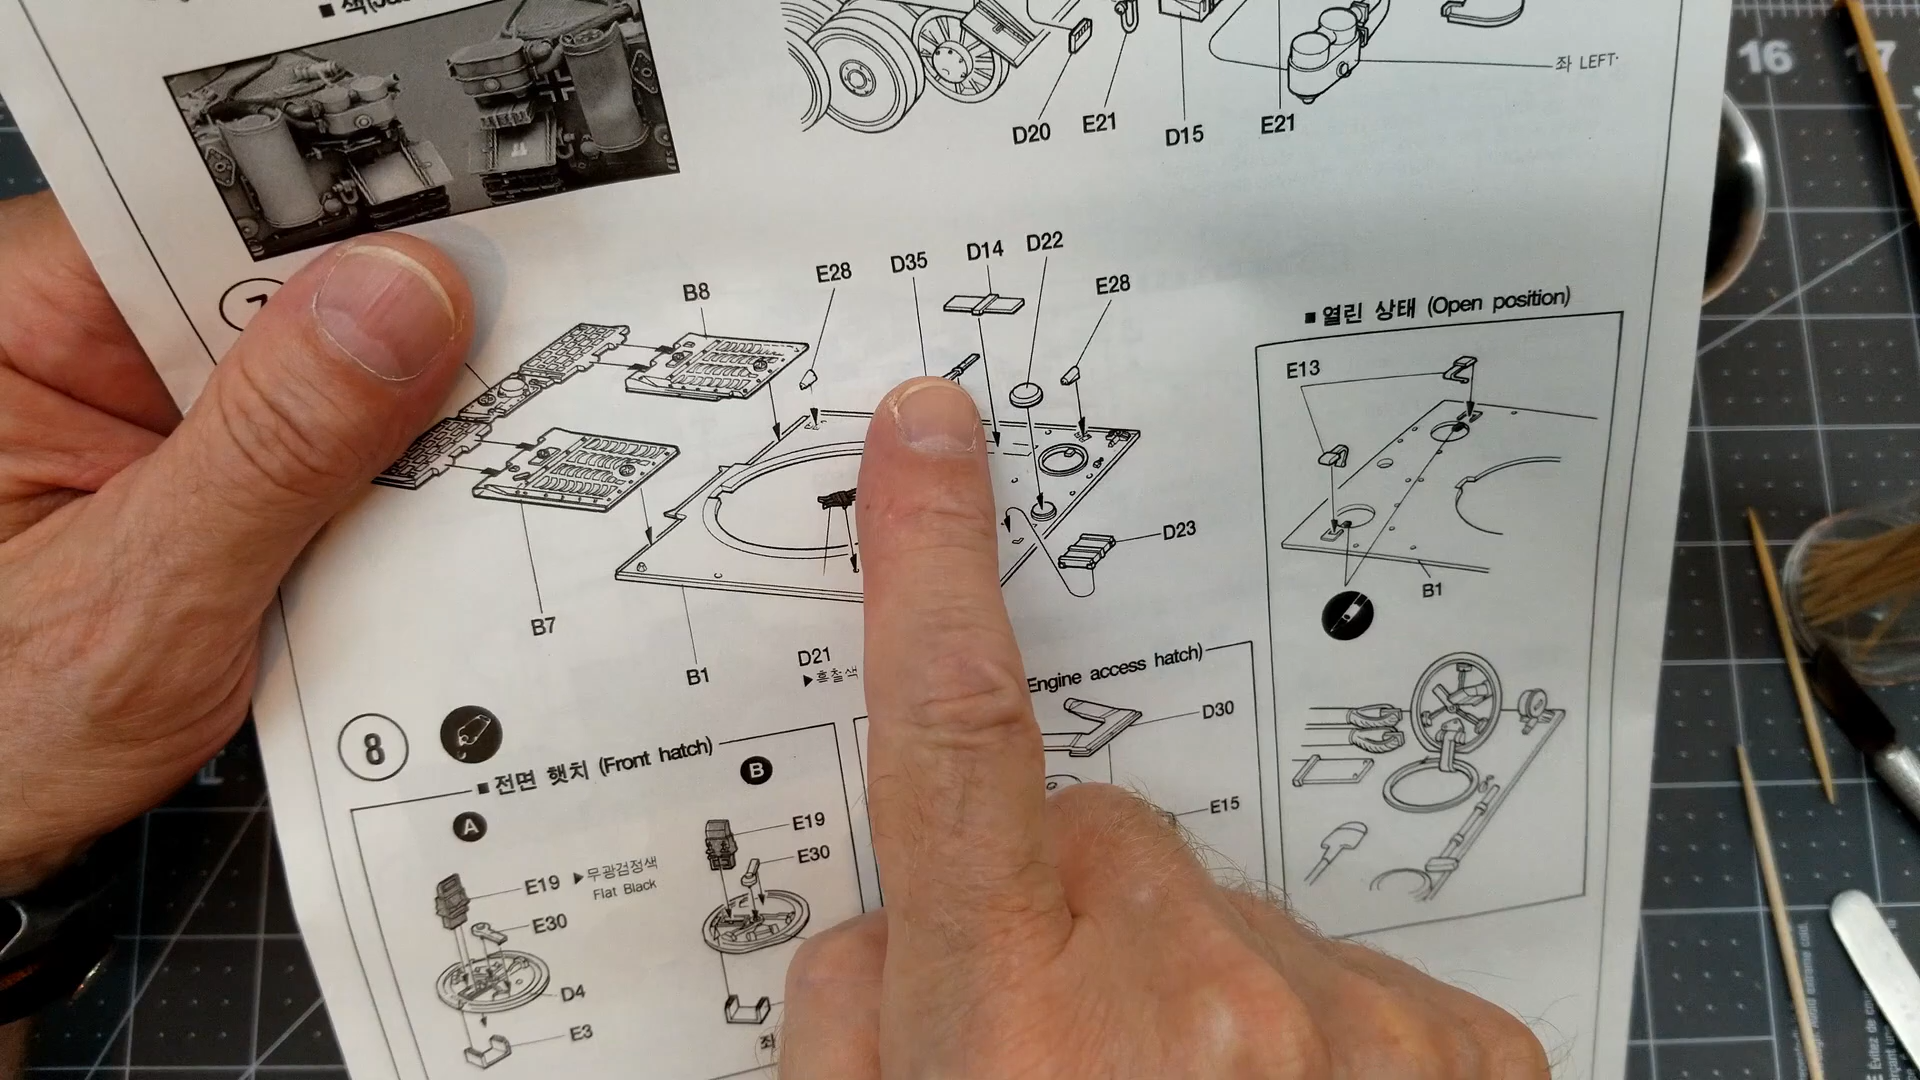 좌 LEFT
D20
E21
D15
E21
E28
D35
D14
D22
E28
B8
■ 열린 상태 (Open position)
E13
D23
B1
B7
B1
D21
▶흑철색
Engine access hatch)
D30
E15
8
■ 전면 햇치 (Front hatch)
A
B
E19
E30
E19 ▶무광검정색
Flat Black
E30
D4
E3
좌
16
17